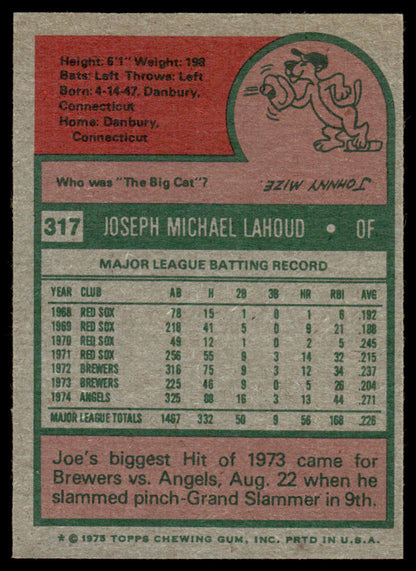 Height: 6'1" Weight: 198
Bats: Left Throws: Left
Born: 4-14-47, Danbury,
Connecticut
Home: Danbury,
Connecticut
Who was "The Big Cat"?
JOHNNY MIZE.
317 JOSEPH MICHAEL LAHOUD • OF
MAJOR LEAGUE BATTING RECORD
YEAR CLUB AB H 2B 3B HR RBI AVG
1968 RED SOX 78 15 1 0 1 6 .192
1969 RED SOX 218 41 5 0 9 21 .188
1970 RED SOX 49 12 1 0 2 5 .245
1971 RED SOX 256 55 9 3 14 32 .215
1972 BREWERS 316 75 9 3 12 34 .237
1973 BREWERS 225 46 9 0 5 26 .204
1974 ANGELS 325 88 16 3 13 44 .271
MAJOR LEAGUE TOTALS 1467 332 50 9 56 168 .226
Joe's biggest Hit of 1973 came for
Brewers vs. Angels, Aug. 22 when he
slammed pinch-Grand Slammer in 9th.
* © 1975 TOPPS CHEWING GUM, INC. PRTD IN U.S.A.